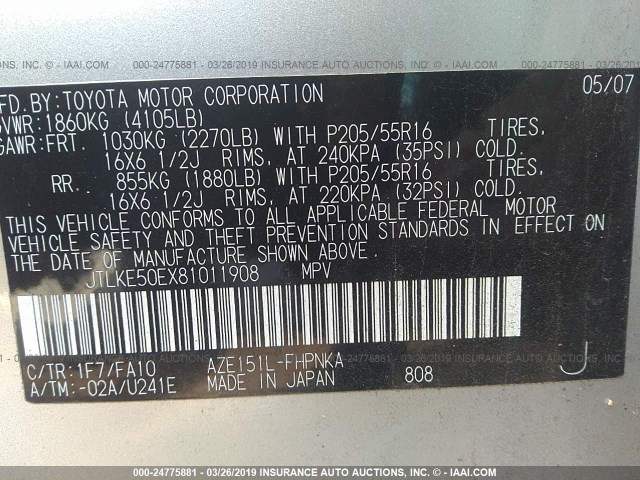 000-24775881 - 03/26/2019 INSURANCE AUTO AUCTIONS, INC. © - IAAI.COM
MFD. BY: TOYOTA MOTOR CORPORATION 05/07
GVWR: 1860KG (4105LB)
GAWR: FRT. 1030KG (2270LB) WITH P205/55R16 TIRES,
16X6 1/2J RIMS, AT 240KPA (35PSI) COLD.
RR. 855KG (1880LB) WITH P205/55R16 TIRES,
16X6 1/2J RIMS, AT 220KPA (32PSI) COLD.
THIS VEHICLE CONFORMS TO ALL APPLICABLE FEDERAL MOTOR
VEHICLE SAFETY AND THEFT PREVENTION STANDARDS IN EFFECT ON
THE DATE OF MANUFACTURE SHOWN ABOVE.
JTLKE50EX81011908 MPV
C/TR: 1F7/FA10 AZE151L-FHPNKA
A/TM: -02A/U241E MADE IN JAPAN 808 J
000-24775881 - 03/26/2019 INSURANCE AUTO AUCTIONS, INC. © - IAAI.COM